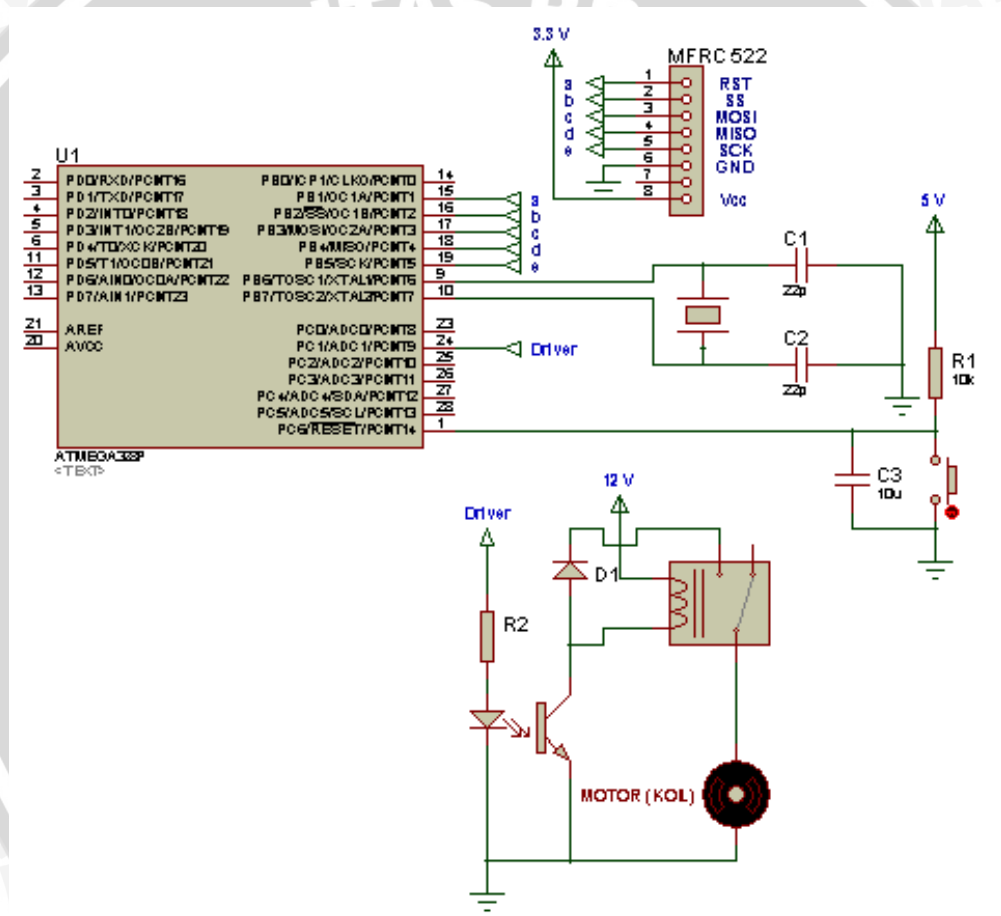 3.3 V
MFRC 522
1 RST
2 SS
3 MOSI
4 MISO
5 SCK
6 GND
7
8 Vcc
a
b
c
d
e
U1
2 PD0/RXD/PCINT16
3 PD1/TXD/PCINT17
4 PD2/INT0/PCINT18
5 PD3/INT1/OC2B/PCINT19
6 PD4/T0/XCK/PCINT20
11 PD5/T1/OC0B/PCINT21
12 PD6/AIN0/OC0A/PCINT22
13 PD7/AIN1/PCINT23
21 AREF
20 AVCC
PB0/ICP1/CLKO/PCINT0 14
PB1/OC1A/PCINT1 15 a
PB2/SS/OC1B/PCINT2 16 b
PB3/MOSI/OC2A/PCINT3 17 c
PB4/MISO/PCINT4 18 d
PB5/SCK/PCINT5 19 e
PB6/TOSC1/XTAL1/PCINT6 9
PB7/TOSC2/XTAL2/PCINT7 10
PC0/ADC0/PCINT8 23
PC1/ADC1/PCINT9 24 Driver
PC2/ADC2/PCINT10 25
PC3/ADC3/PCINT11 26
PC4/ADC4/SDA/PCINT12 27
PC5/ADC5/SCL/PCINT13 28
PC6/RESET/PCINT14 1
ATMEGA328P
<TEXT>
C1
22p
C2
22p
5 V
R1
10k
C3
10u
12 V
Driver
D1
R2
MOTOR (KOL)